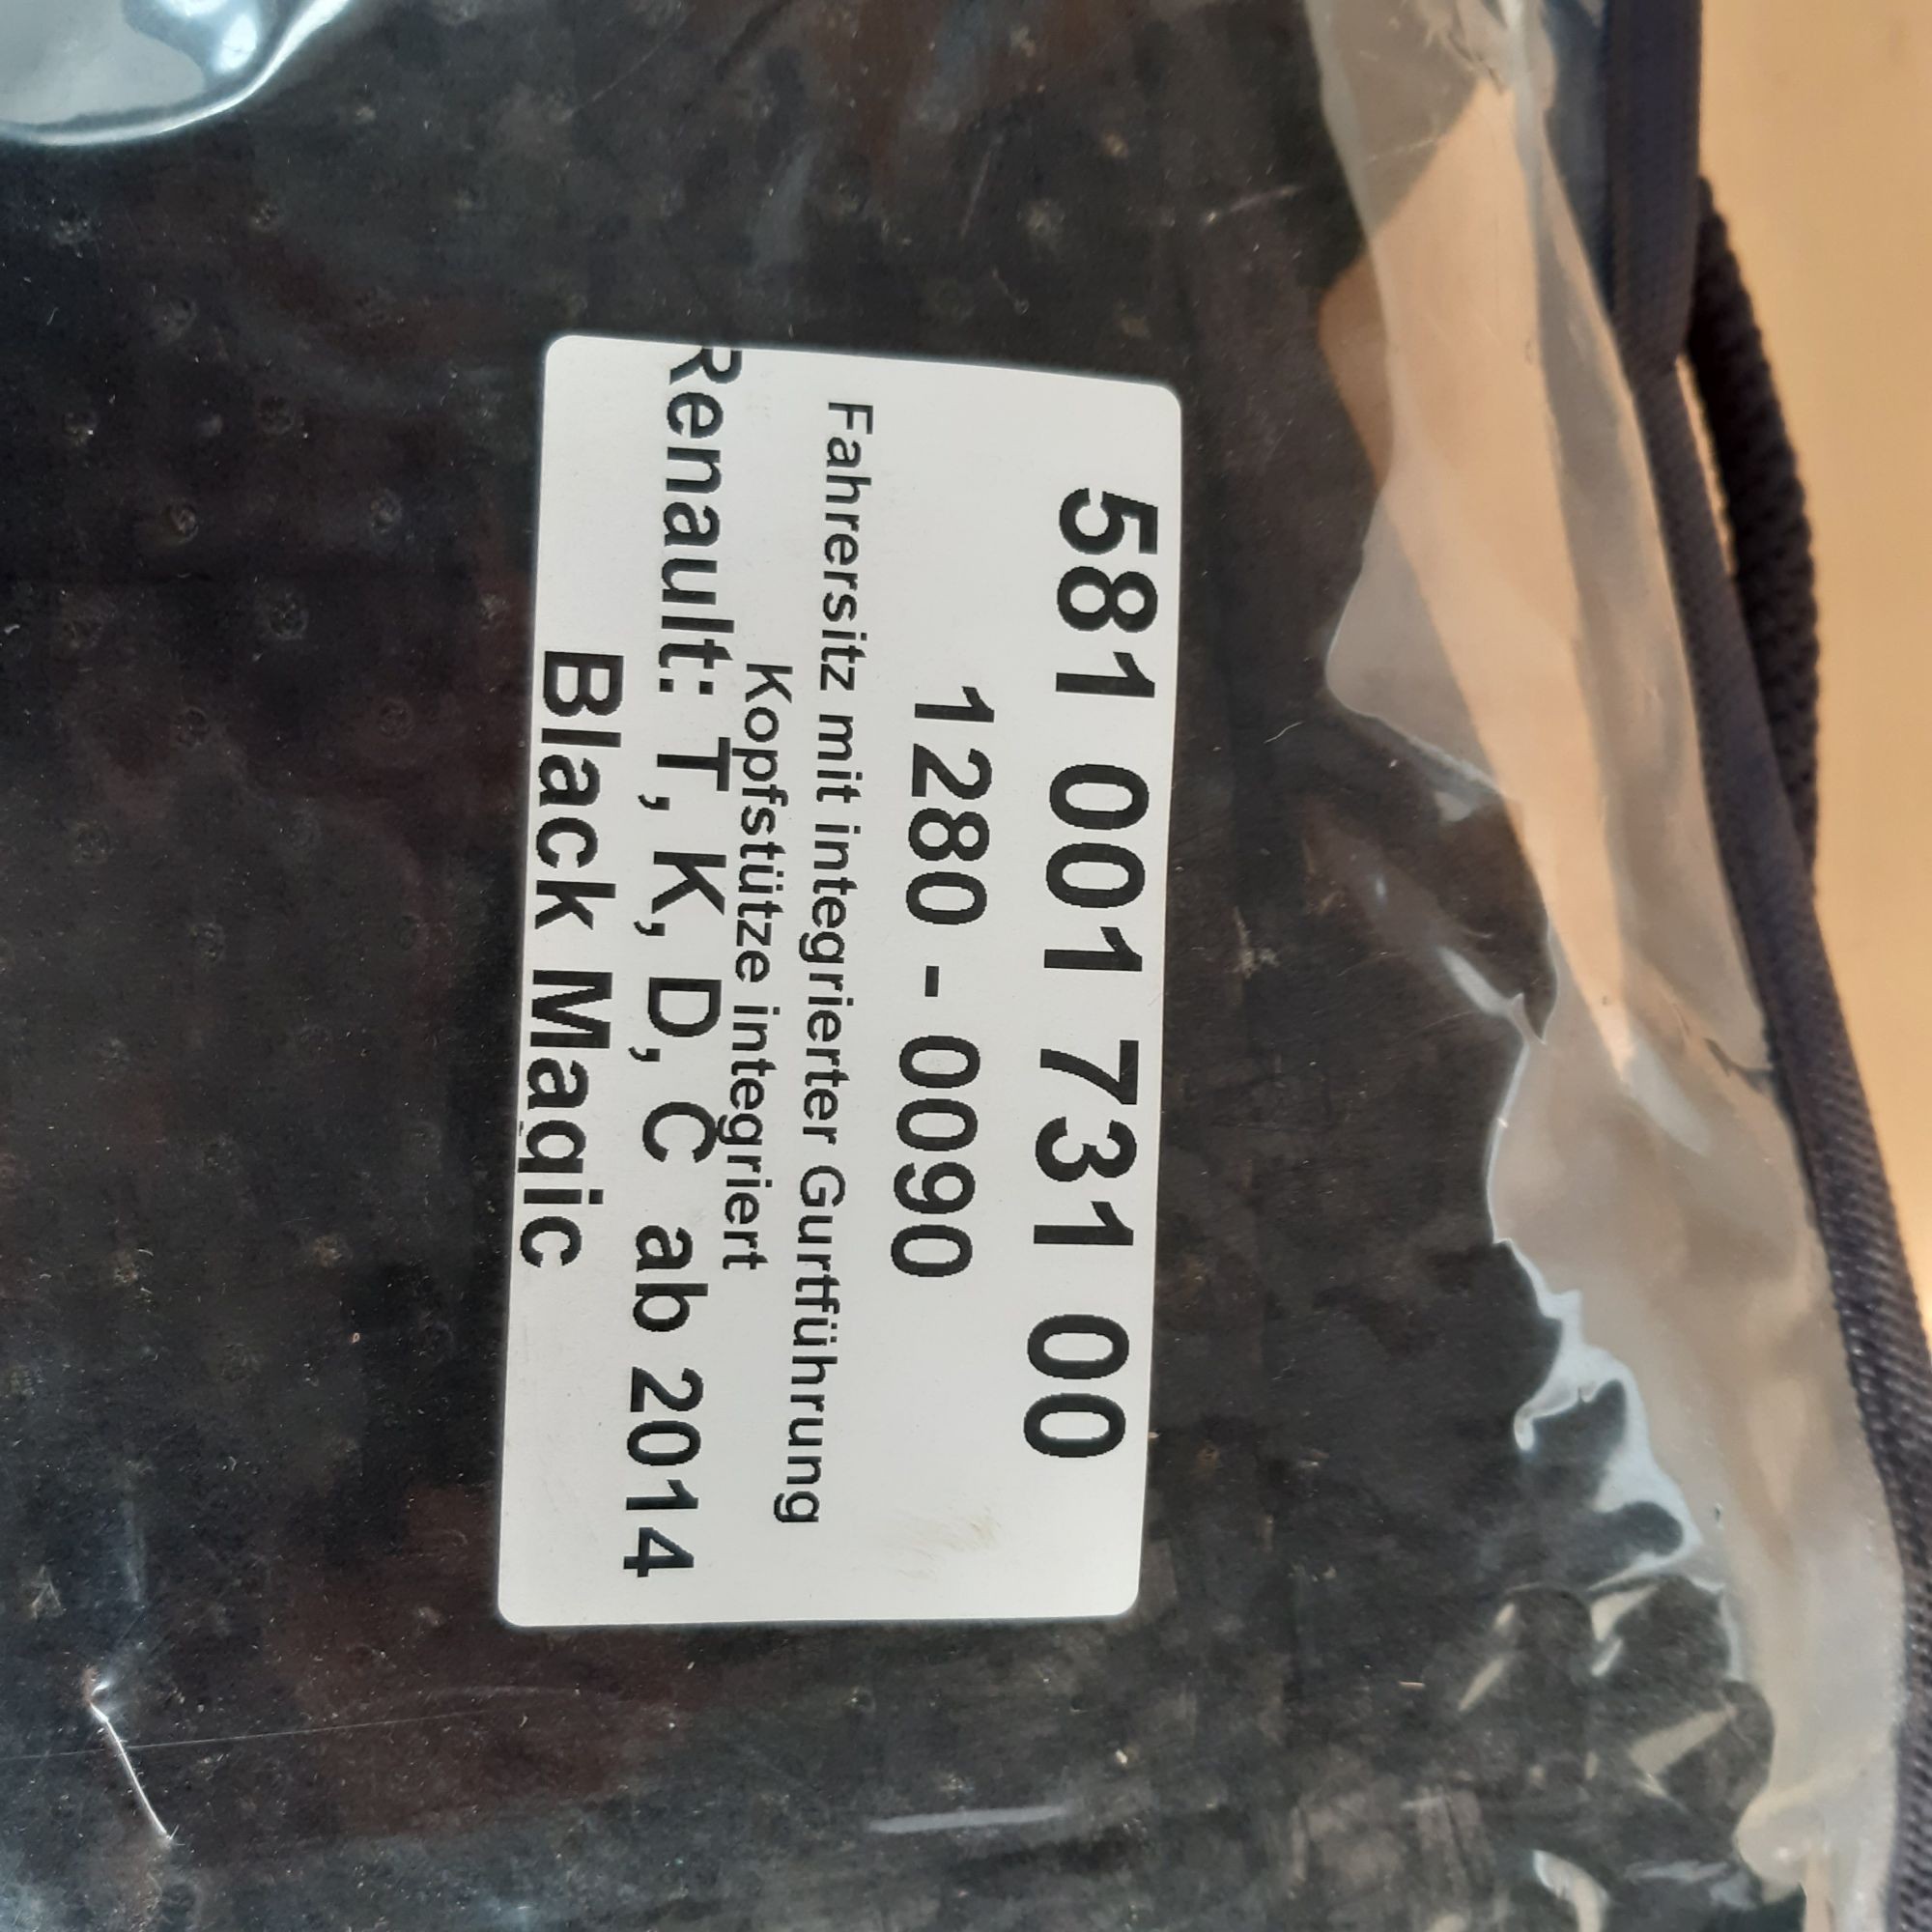 581 001 731 00
1280 - 0090
Fahrersitz mit integrierter Gurtführung
Kopfstütze integriert
Renault: T, K, D, C ab 2014
Black Magic